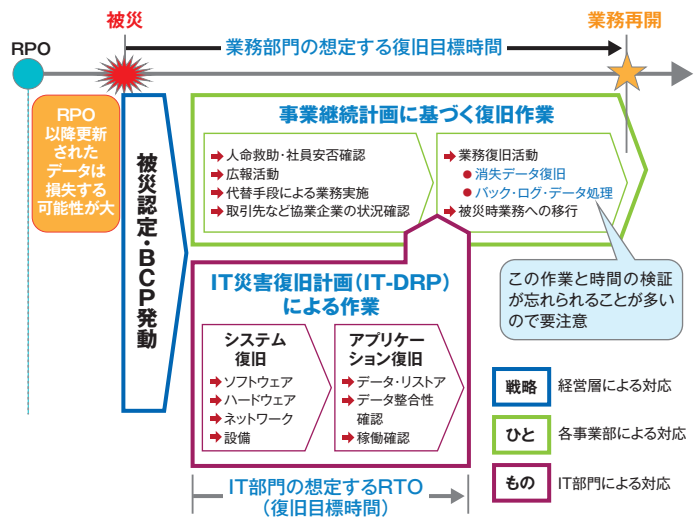 被災
業務再開
RPO
業務部門の想定する復旧目標時間
RPO
以降更新
された
データは
損失する
可能性が大
被災認定・BCP発動
事業継続計画に基づく復旧作業
人命救助・社員安否確認
広報活動
代替手段による業務実施
取引先など協業企業の状況確認
業務復旧活動
消失データ復旧
バック・ログ・データ処理
被災時業務への移行
この作業と時間の検証
が忘れられることが多い
ので要注意
IT災害復旧計画(IT-DRP)
による作業
システム
復旧
ソフトウェア
ハードウェア
ネットワーク
設備
アプリケー
ション復旧
データ・リストア
データ整合性
確認
稼働確認
IT部門の想定するRTO
(復旧目標時間)
戦略 経営層による対応
ひと 各事業部による対応
もの IT部門による対応